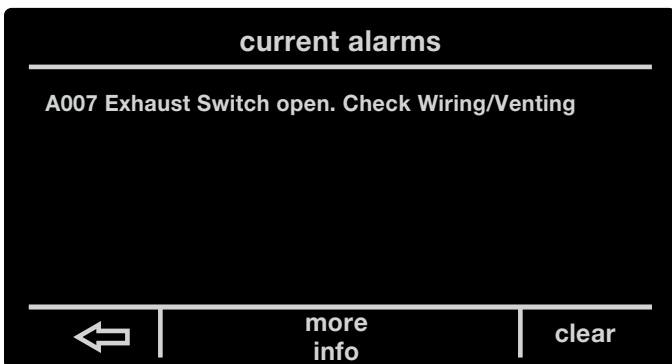 current alarms
A007 Exhaust Switch open. Check Wiring/Venting
more
info
clear